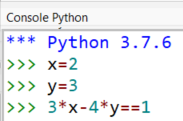 Console Python
*** Python 3.7.6
>>> x=2
>>> y=3
>>> 3*x-4*y==1